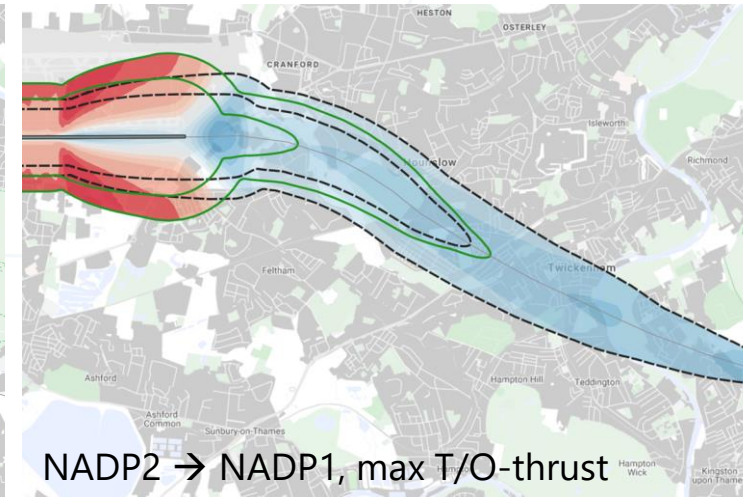 HESTON
OSTERLEY
CRANFORD
Isleworth
Hounslow
Richmond
Feltham
Twickenham
Ashford
Hampton Hill
Teddington
Ashford
Common
Sunbury-on-Thames
Hampton
Wick
Kingston
upon Thame
NADP2 → NADP1, max T/O-thrust